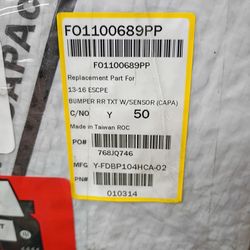 CAPAC
FO1100689PP
FO1100689PP
Replacement Part For
13-16 ESCPE
BUMPER RR TXT W/SENSOR (CAPA)
C/NO Y 50
Made in Taiwan ROC
PO# 768JQ746
MFG Y-FDBP104HCA-02
PN# 010314